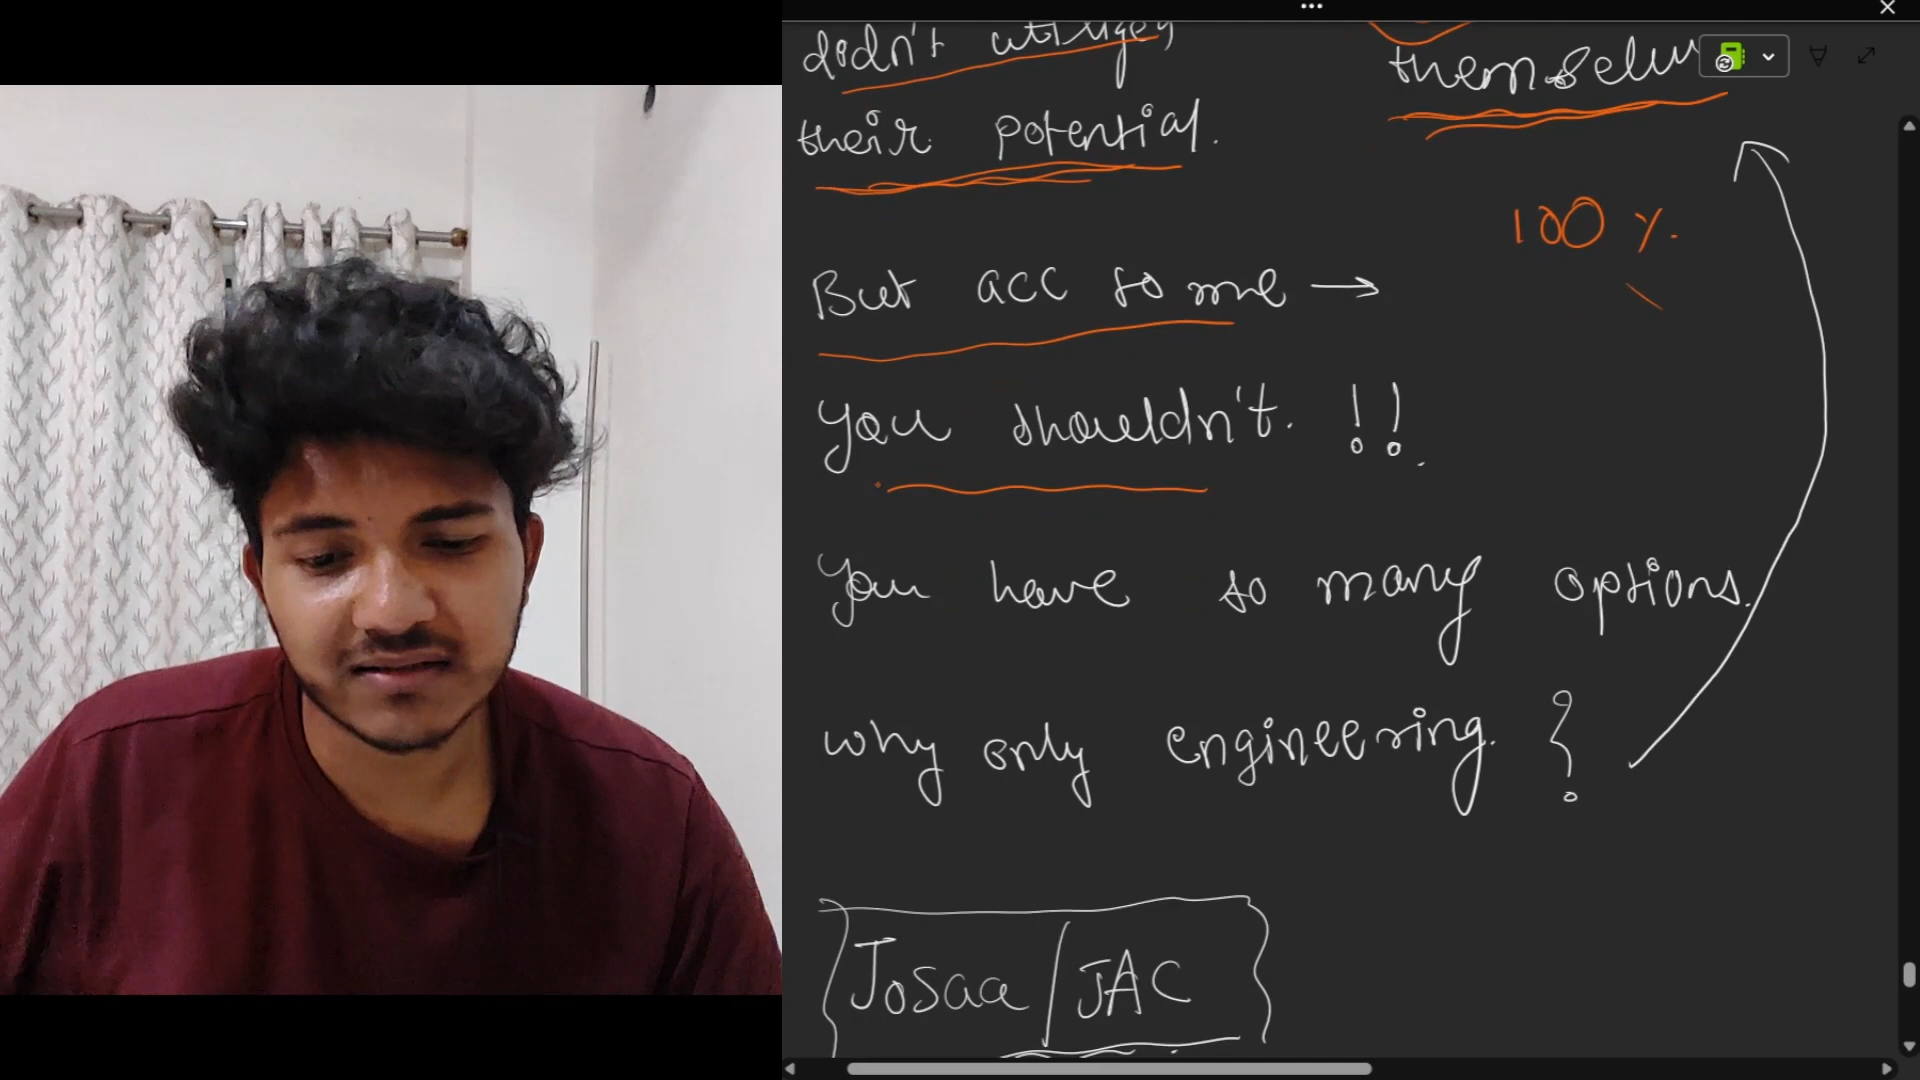 didn't utilize themselves
their potential.
100 %.
But acc to me →
you shouldn't. !!
You have so many options.
why only engineering. ?
Josaa / JAC